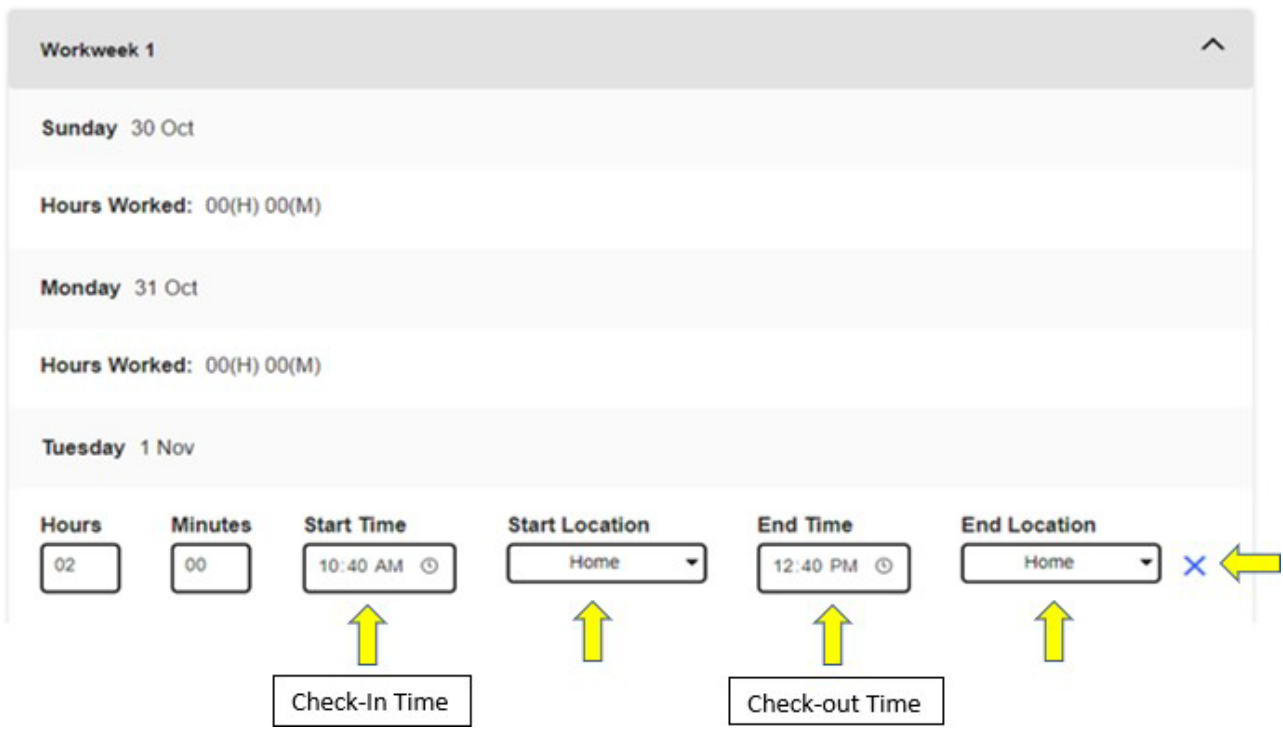 Workweek 1
Sunday 30 Oct
Hours Worked: 00(H) 00(M)
Monday 31 Oct
Hours Worked: 00(H) 00(M)
Tuesday 1 Nov
Hours Minutes Start Time Start Location End Time End Location
02 00 10:40 AM Home 12:40 PM Home
Check-In Time Check-out Time